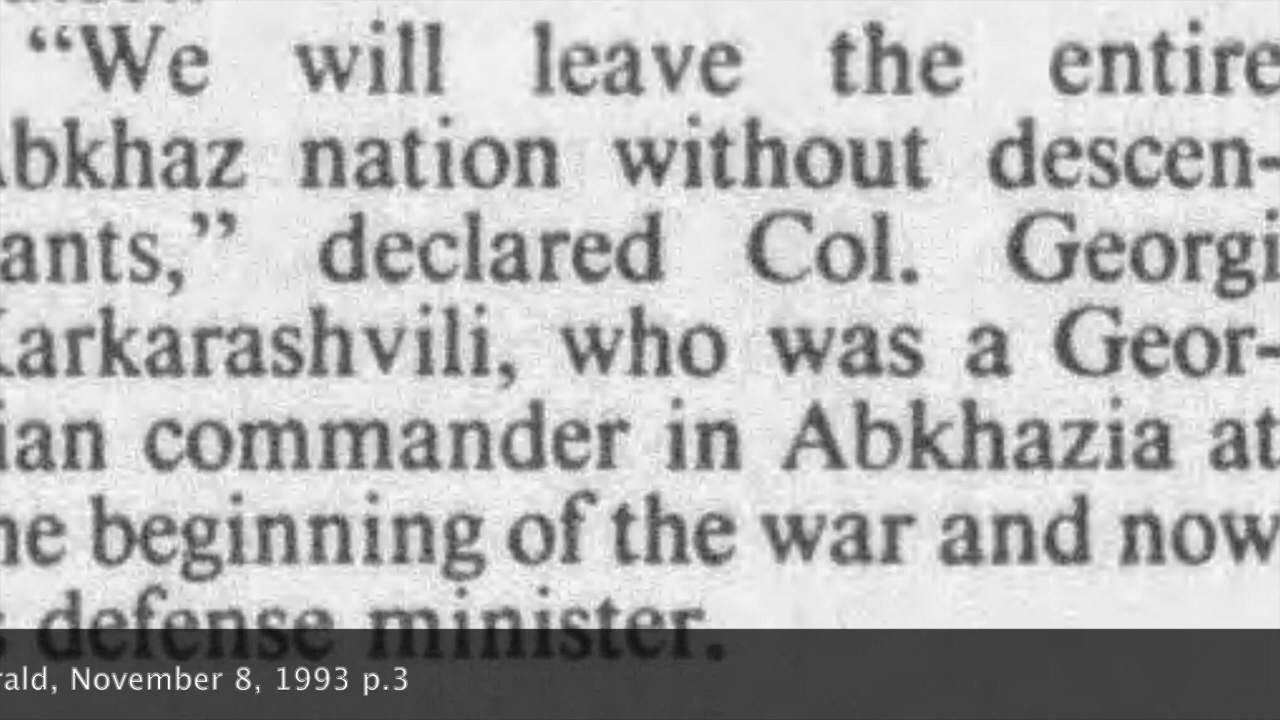 “We will leave the entire
bkhaz nation without descen-
ants,” declared Col. Georgi
arkarashvili, who was a Geor-
ian commander in Abkhazia at
he beginning of the war and now
s defense minister.
rald, November 8, 1993 p.3